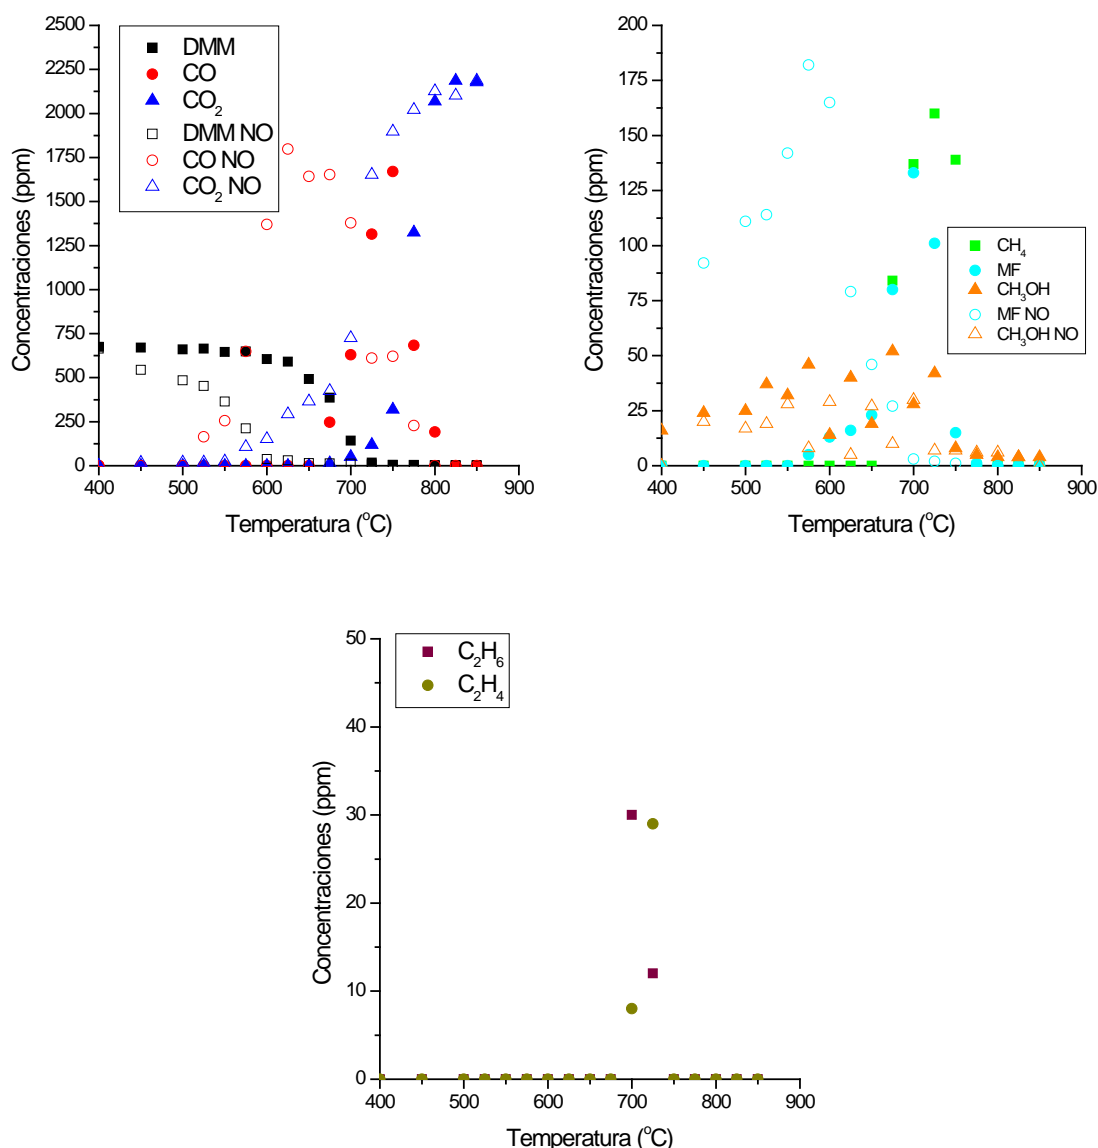 2500
2250
2000
1750
1500
1250
1000
750
500
250
0
Concentraciones (ppm)
DMM
CO
CO₂
DMM NO
CO NO
CO₂ NO
400 500 600 700 800 900
Temperatura (°C)
200
175
150
125
100
75
50
25
0
Concentraciones (ppm)
CH₄
MF
CH₃OH
MF NO
CH₃OH NO
400 500 600 700 800 900
Temperatura (°C)
50
40
30
20
10
0
Concentraciones (ppm)
C₂H₆
C₂H₄
400 500 600 700 800 900
Temperatura (°C)